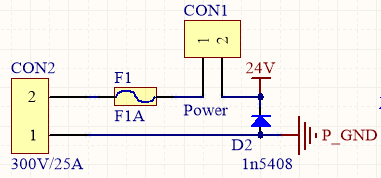 CON1
1 2
CON2
F1
24V
2
F1A
Power
1
P_GND
D2
300V/25A
1n5408